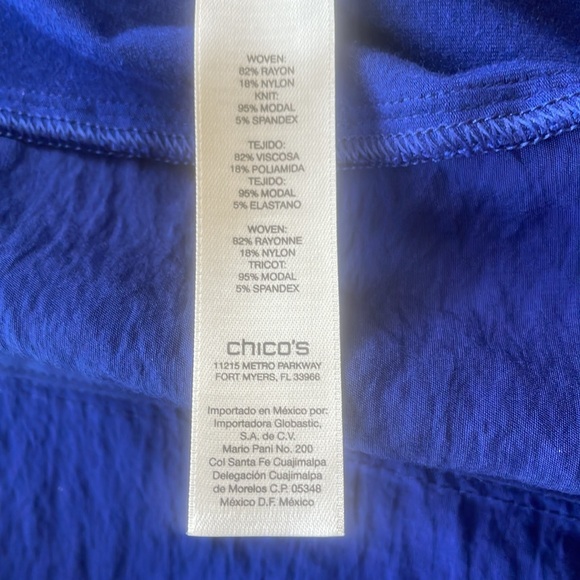 WOVEN:
82% RAYON
18% NYLON
KNIT:
95% MODAL
5% SPANDEX
TEJIDO:
82% VISCOSA
18% POLIAMIDA
TEJIDO:
95% MODAL
5% ELASTANO
WOVEN:
82% RAYONNE
18% NYLON
TRICOT:
95% MODAL
5% SPANDEX
chico's
11215 METRO PARKWAY
FORT MYERS, FL 33966
Importado en México por:
Importadora Globastic,
S.A. de C.V.
Mario Pani No. 200
Col Santa Fe Cuajimalpa
Delegación Cuajimalpa
de Morelos C.P. 05348
México D.F. México